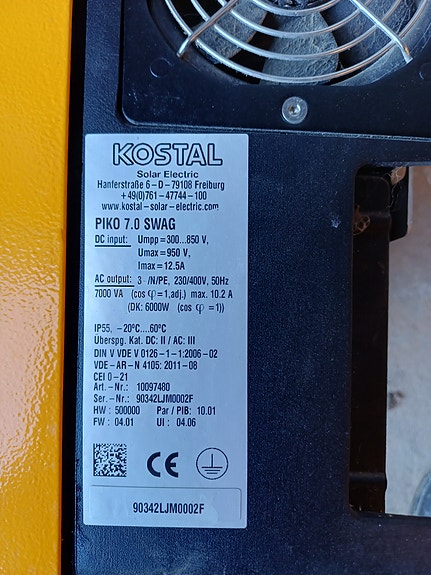 KOSTAL
Solar Electric
Hanferstraße 6 - D - 79108 Freiburg
+49(0)761-47744-100
www.kostal-solar-electric.com
PIKO 7.0 SWAG
DC input: Umpp=300...850 V,
Umax=950 V,
Imax=12.5A
AC output: 3~/N/PE, 230/400V, 50Hz
7000 VA (cos φ=1,adj.) max. 10.2 A
(DK: 6000W (cos φ = 1))
IP55, -20°C...60°C
Überspg. Kat. DC: II / AC: III
DIN V VDE V 0126-1-1:2006-02
VDE-AR-N 4105: 2011-08
CEI 0-21
Art.-Nr.: 10097480
Ser.-Nr.: 90342LJM0002F
HW : 500000 Par / PIB: 10.01
FW : 04.01 UI : 04.06
CE
90342LJM0002F